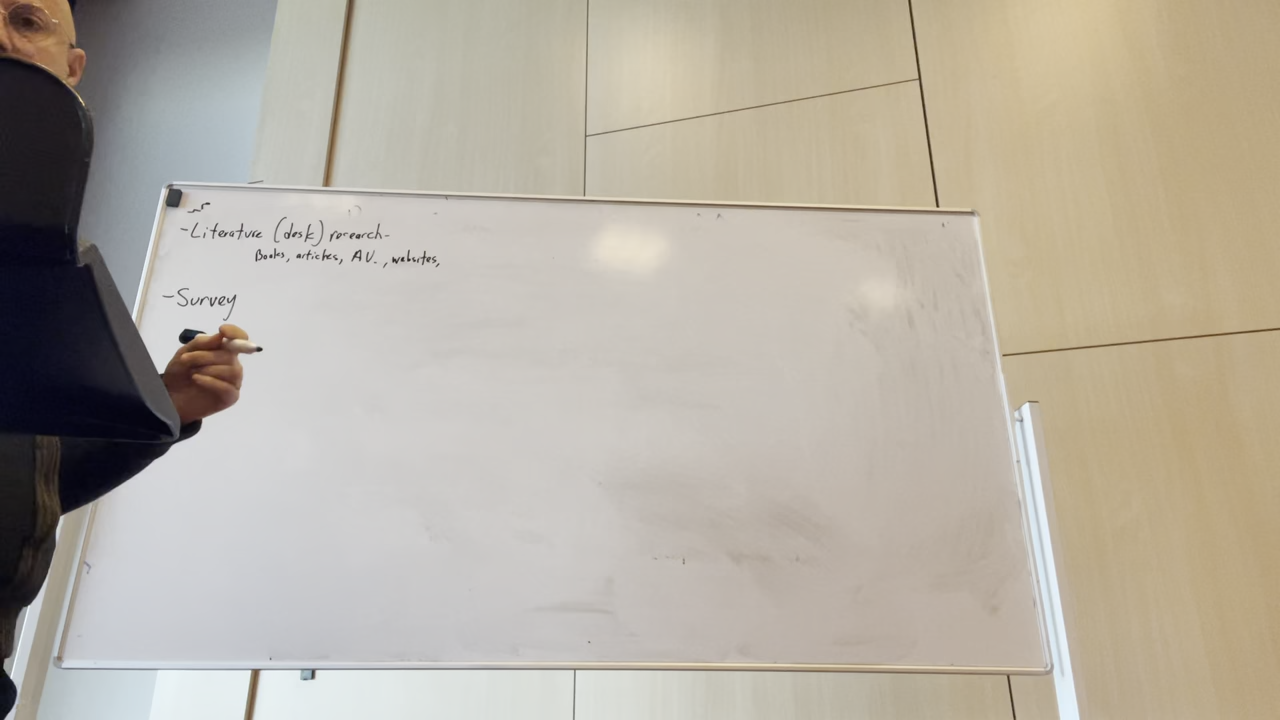 -Literature (desk) research-
Books, articles, AV., websites,
-Survey